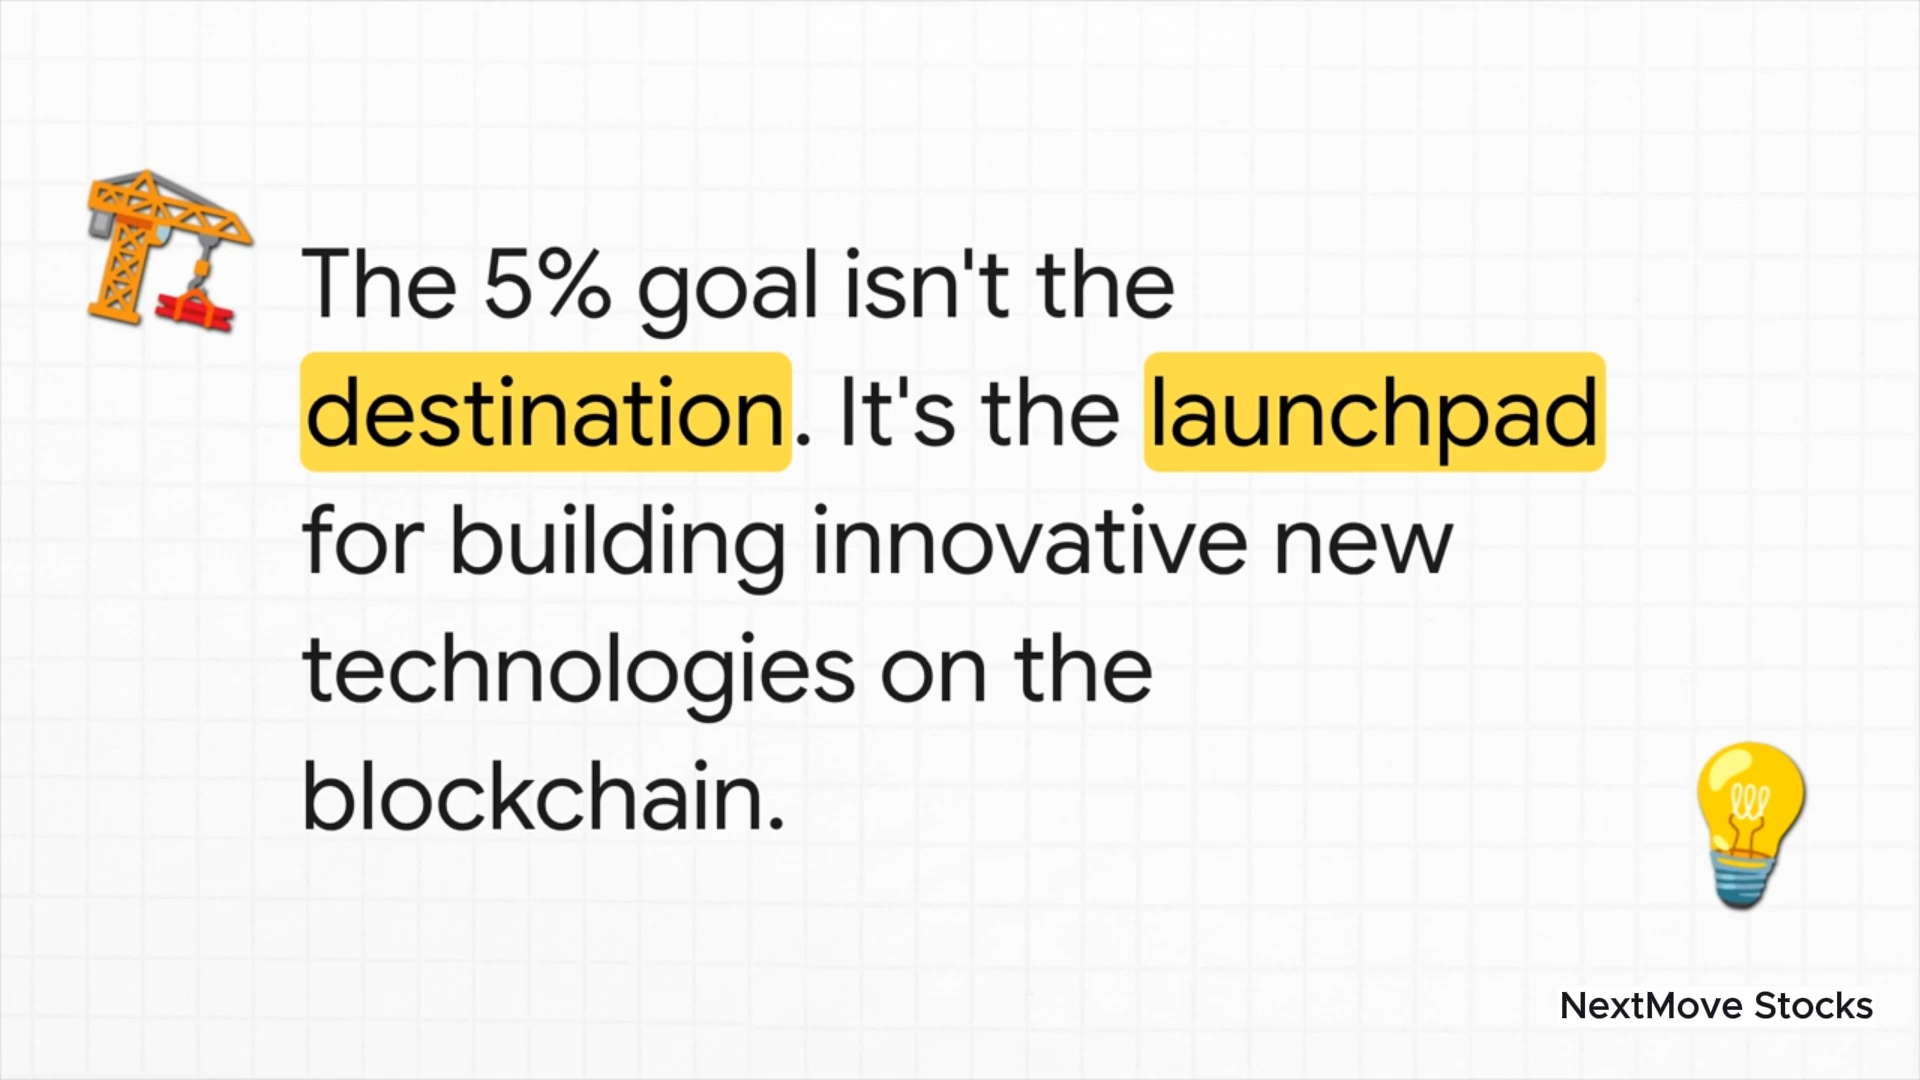 The 5% goal isn't the
destination. It's the launchpad
for building innovative new
technologies on the
blockchain.
NextMove Stocks